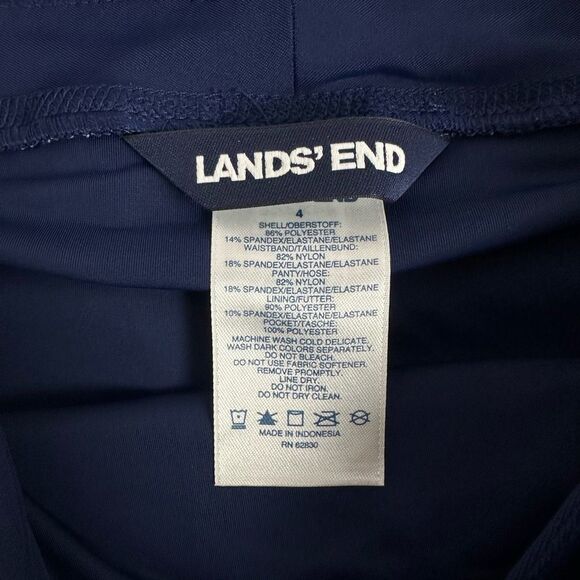 LANDS' END
4
SHELL/OBERSTOFF:
86% POLYESTER
14% SPANDEX/ELASTANE/ELASTANE
WAISTBAND/TAILLENBUND:
82% NYLON
18% SPANDEX/ELASTANE/ELASTANE
PANTY/HOSE:
82% NYLON
18% SPANDEX/ELASTANE/ELASTANE
LINING/FUTTER:
90% POLYESTER
10% SPANDEX/ELASTANE/ELASTANE
POCKET/TASCHE:
100% POLYESTER
MACHINE WASH COLD DELICATE,
WASH DARK COLORS SEPARATELY.
DO NOT BLEACH.
DO NOT USE FABRIC SOFTENER.
REMOVE PROMPTLY.
LINE DRY.
DO NOT IRON.
DO NOT DRY CLEAN.
MADE IN INDONESIA
RN 62830